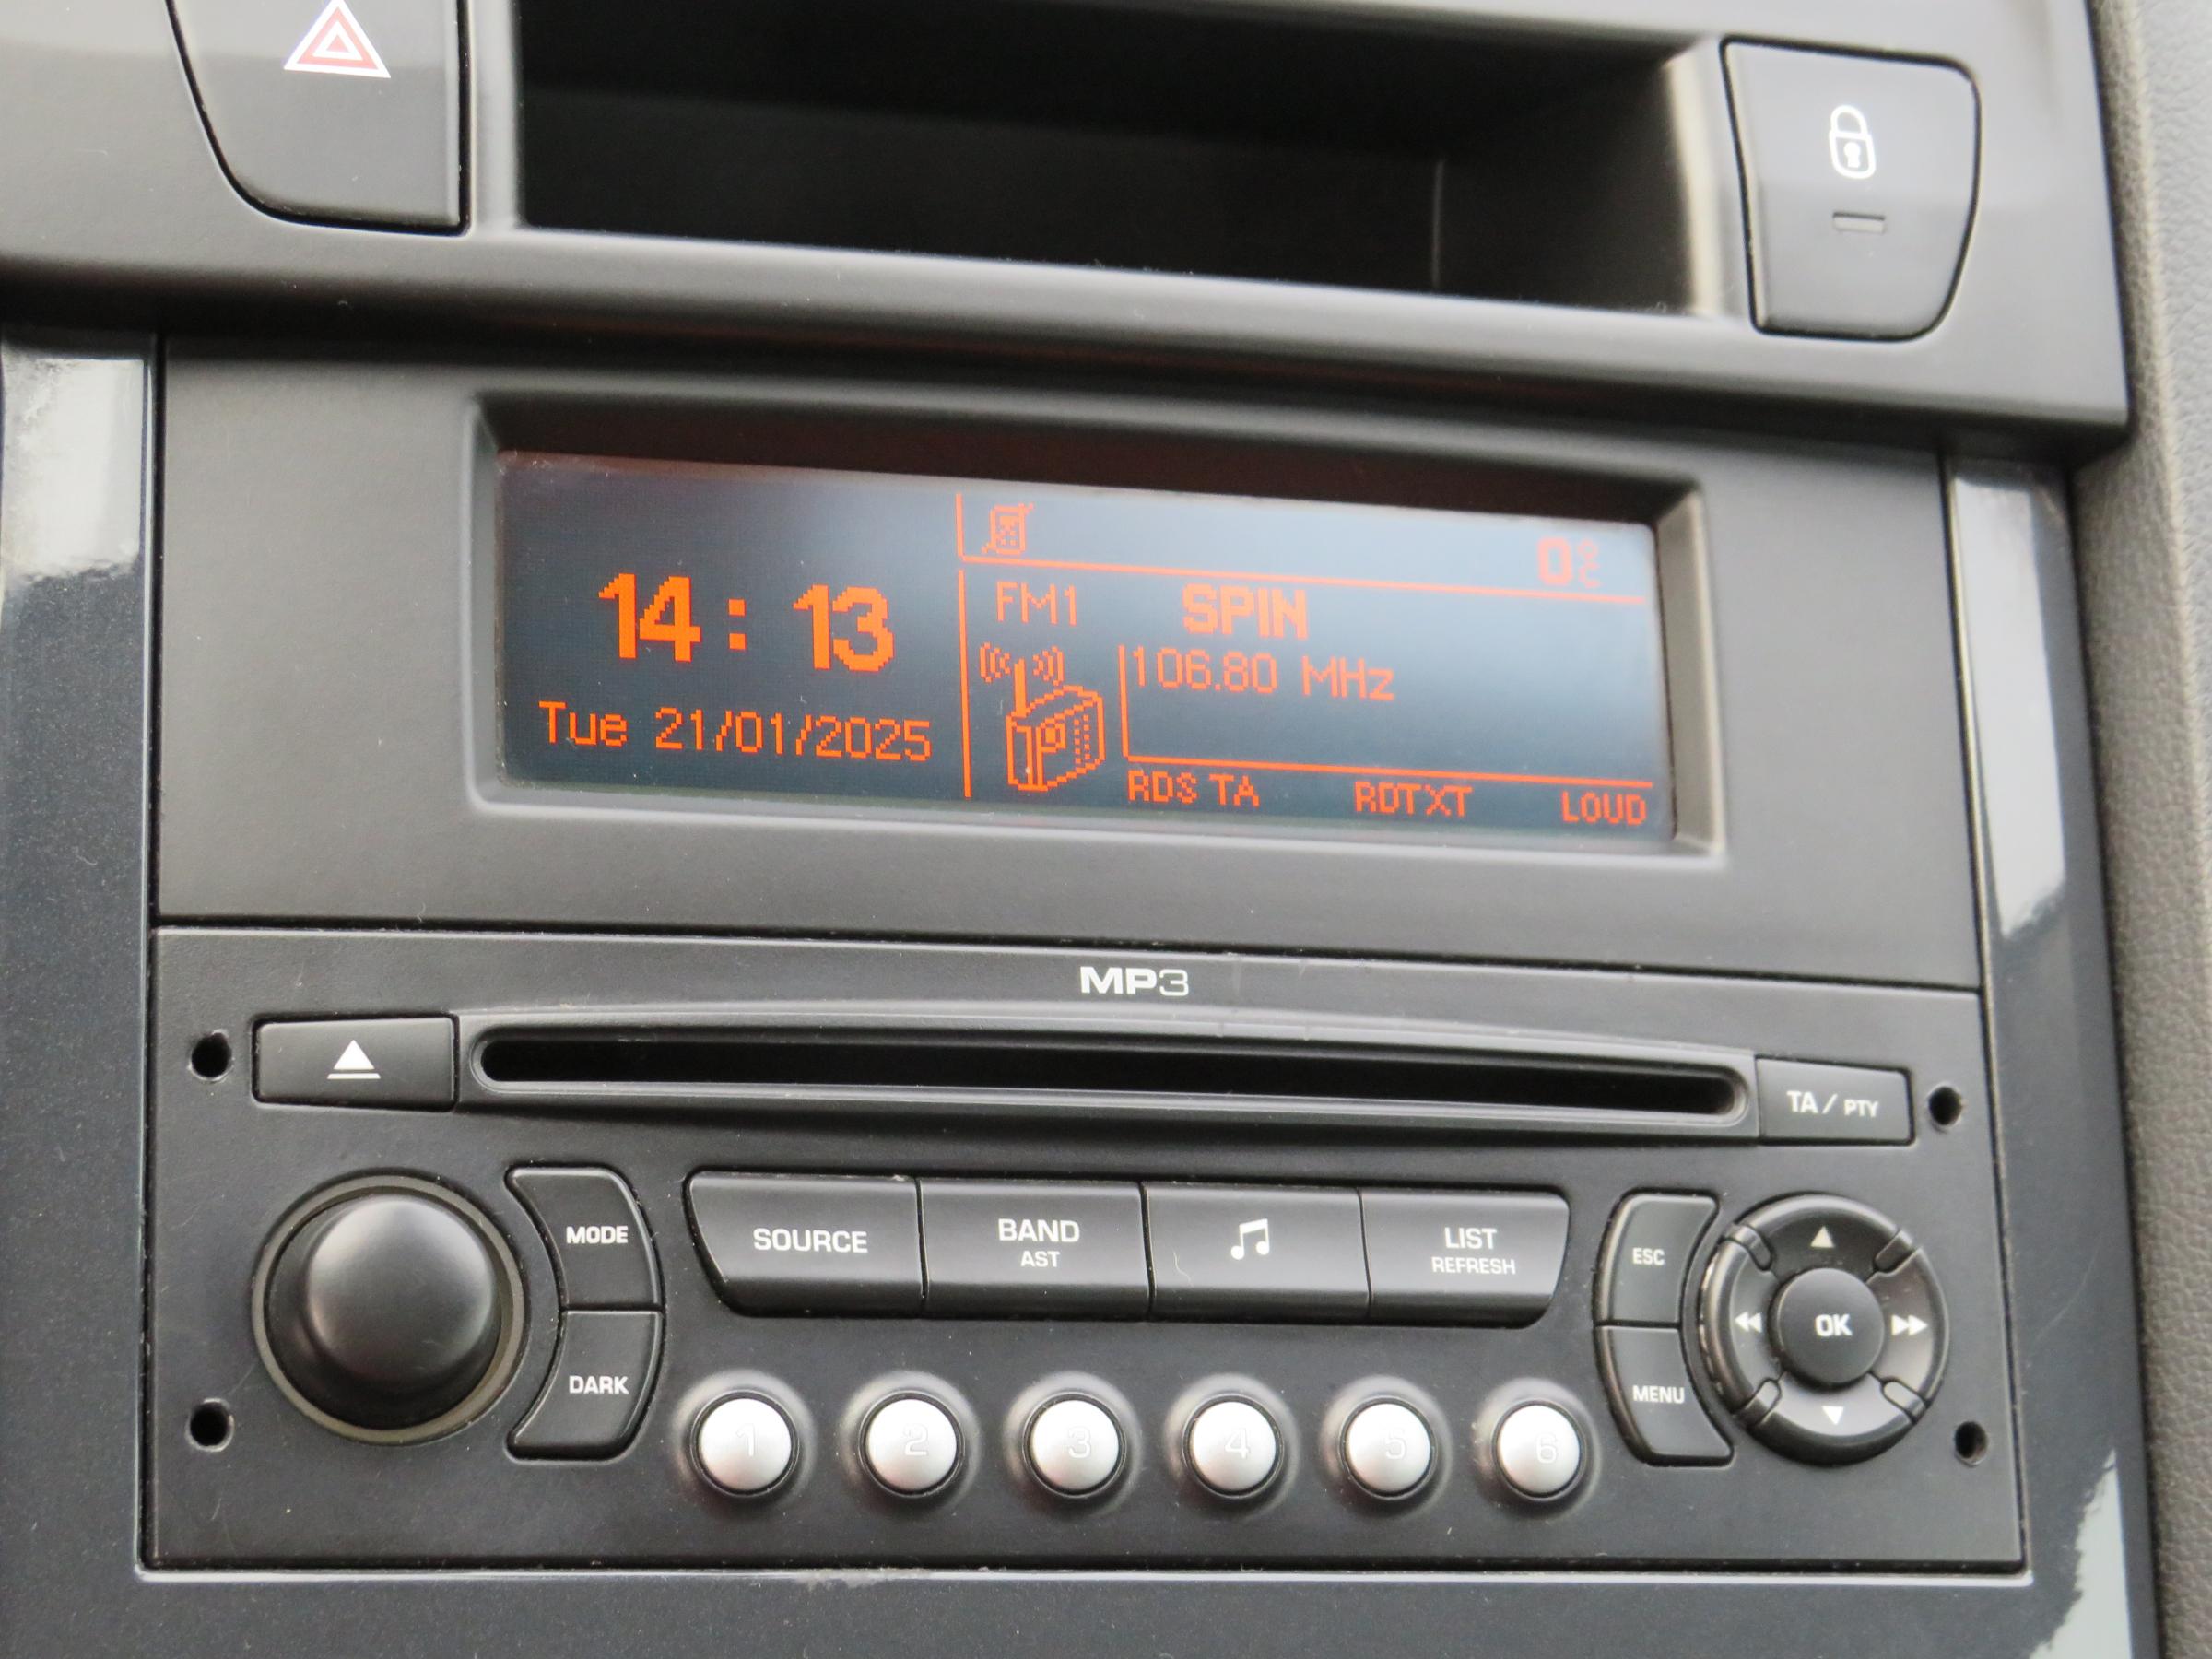 0°C
14:13
FM1 SPIN
106.80 MHz
Tue 21/01/2025
RDS TA RDTXT LOUD
MP3
TA / PTY
MODE
SOURCE
BAND
AST
LIST
REFRESH
ESC
OK
DARK
MENU
1 2 3 4 5 6